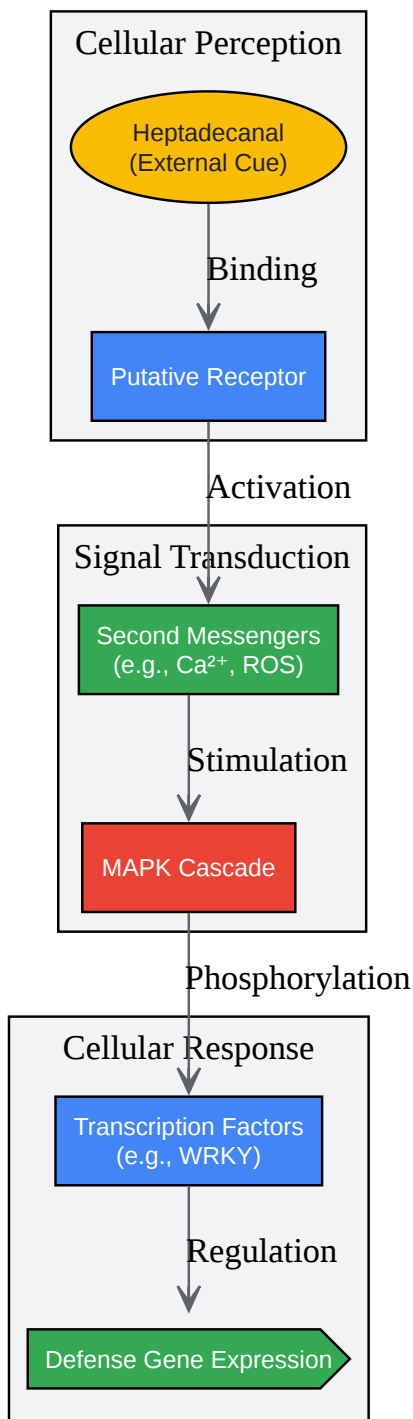 Cellular Perception
Heptadecanal
(External Cue)
Binding
Putative Receptor
Activation
Signal Transduction
Second Messengers
(e.g., Ca²⁺, ROS)
Stimulation
MAPK Cascade
Phosphorylation
Cellular Response
Transcription Factors
(e.g., WRKY)
Regulation
Defense Gene Expression